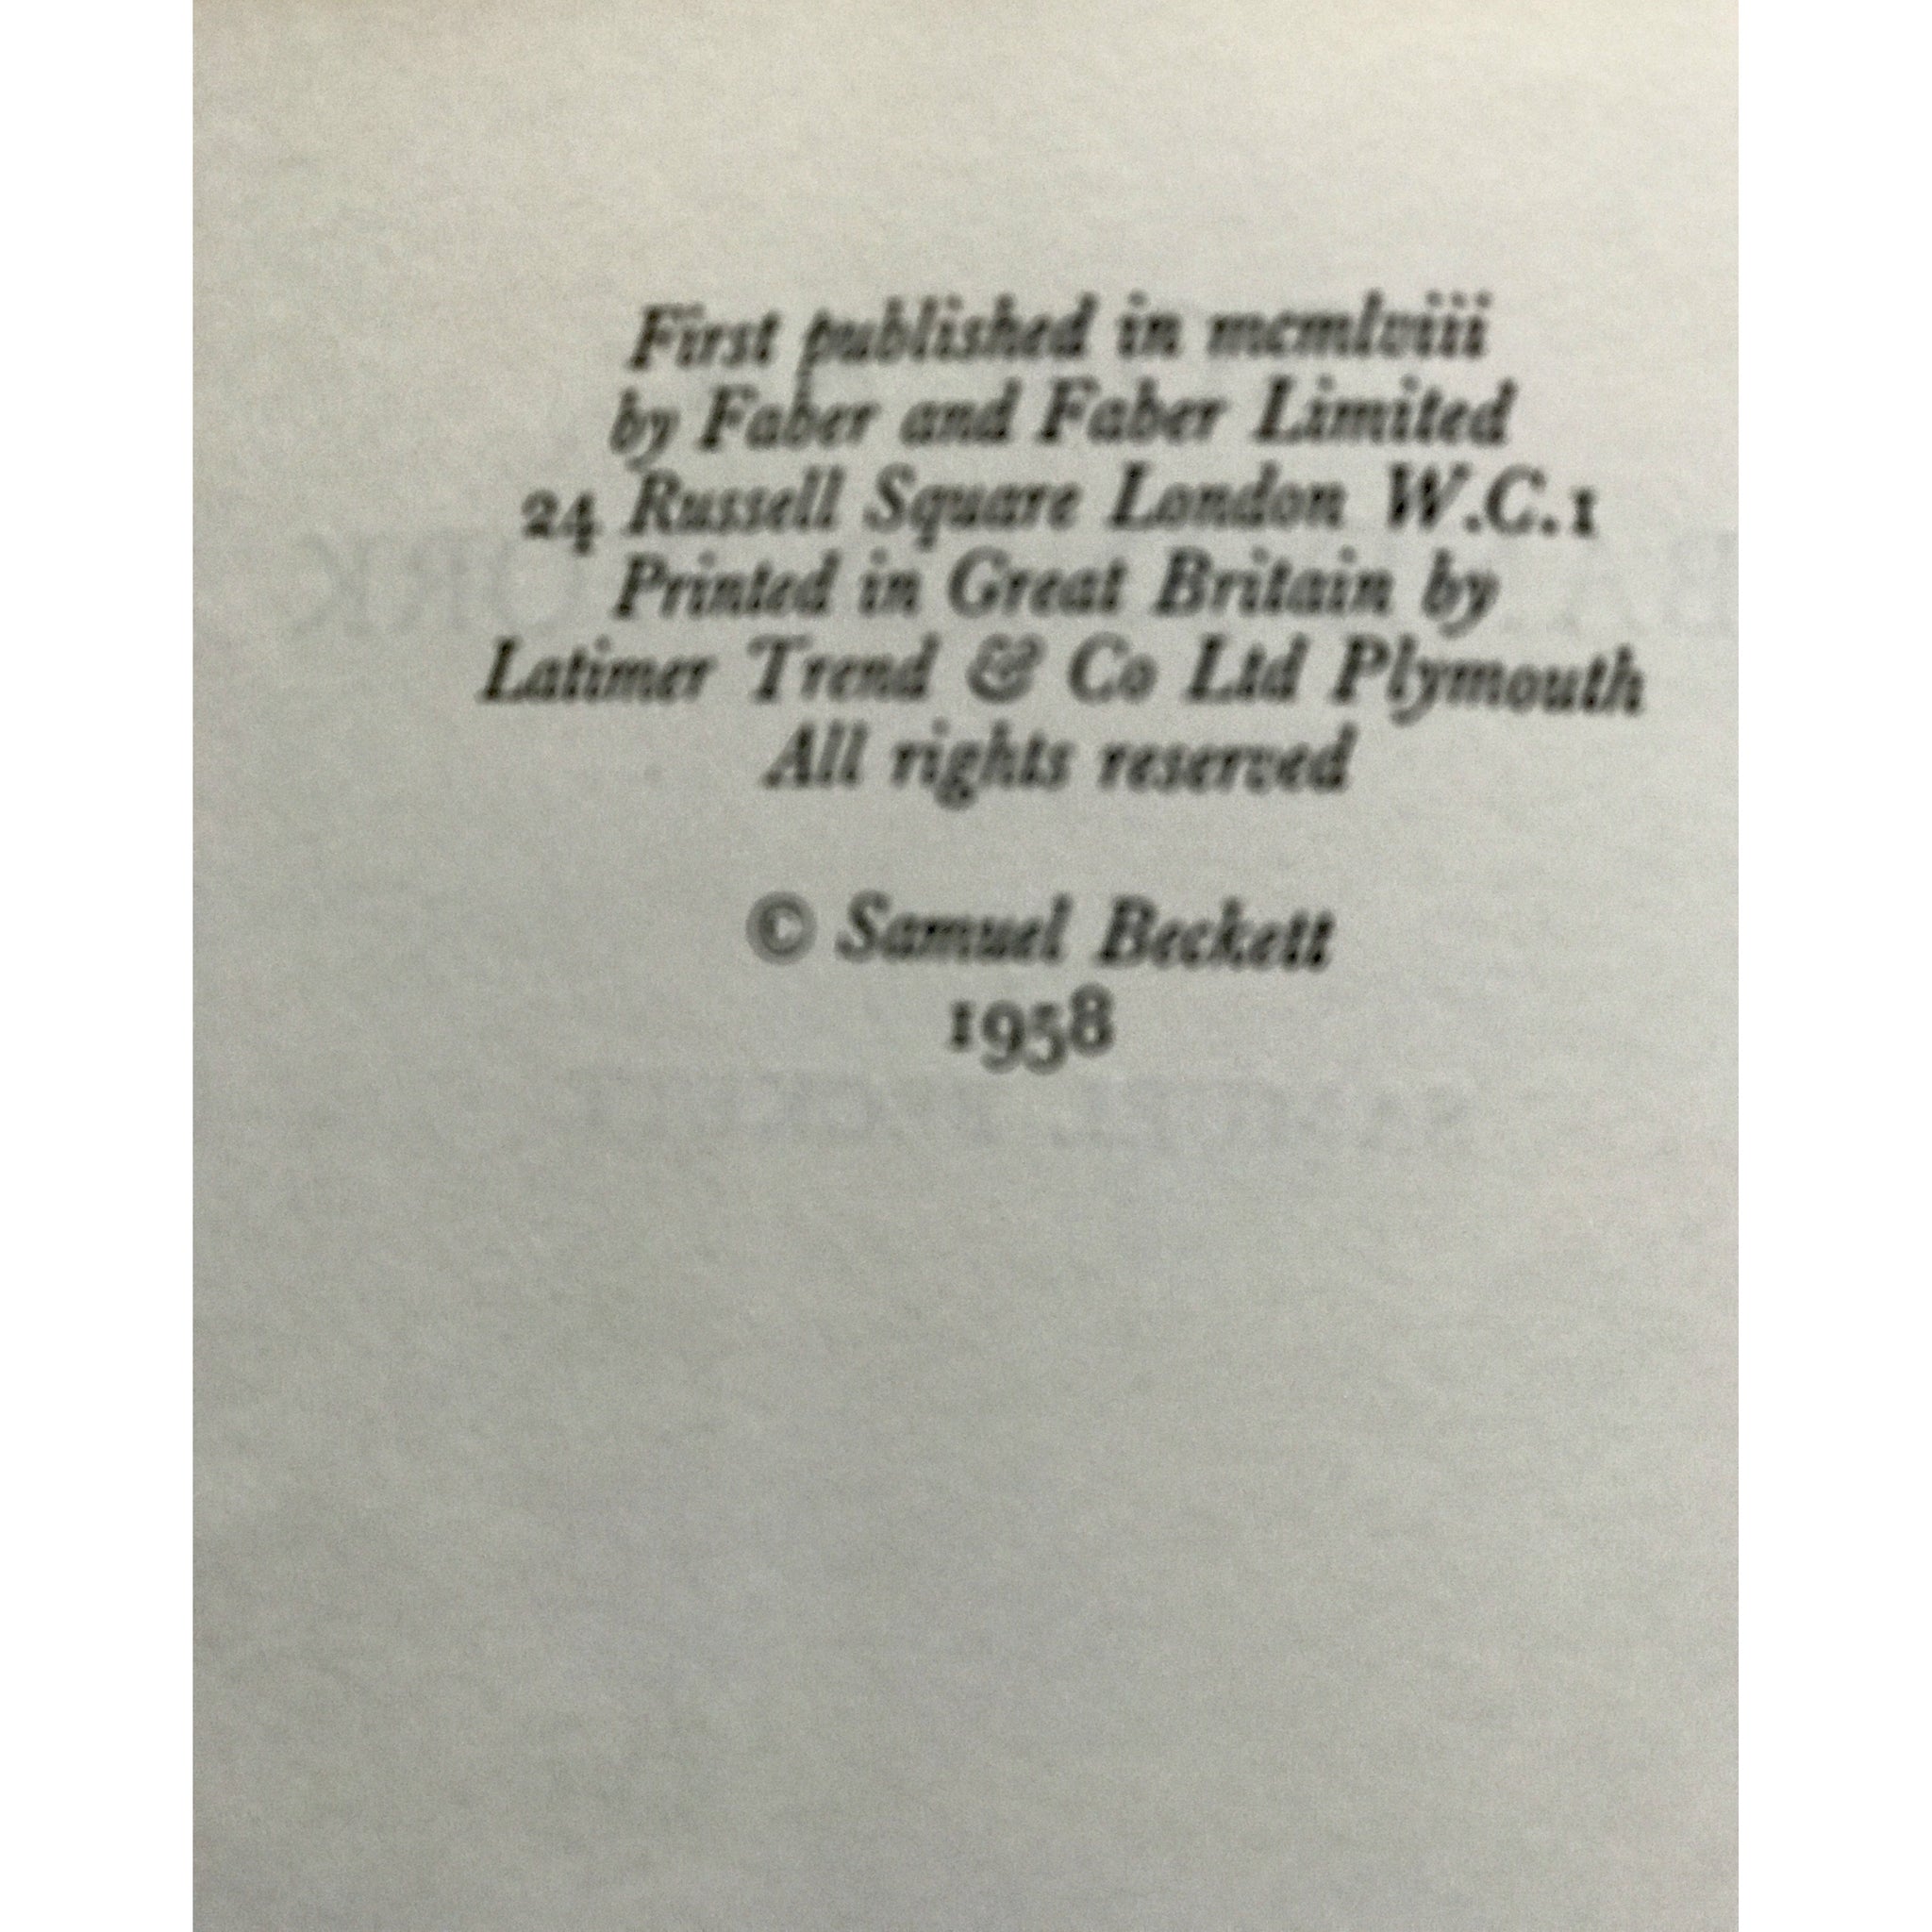 First published in mcmlviii
by Faber and Faber Limited
24 Russell Square London W.C.1
Printed in Great Britain by
Latimer Trend & Co Ltd Plymouth
All rights reserved
© Samuel Beckett
1958